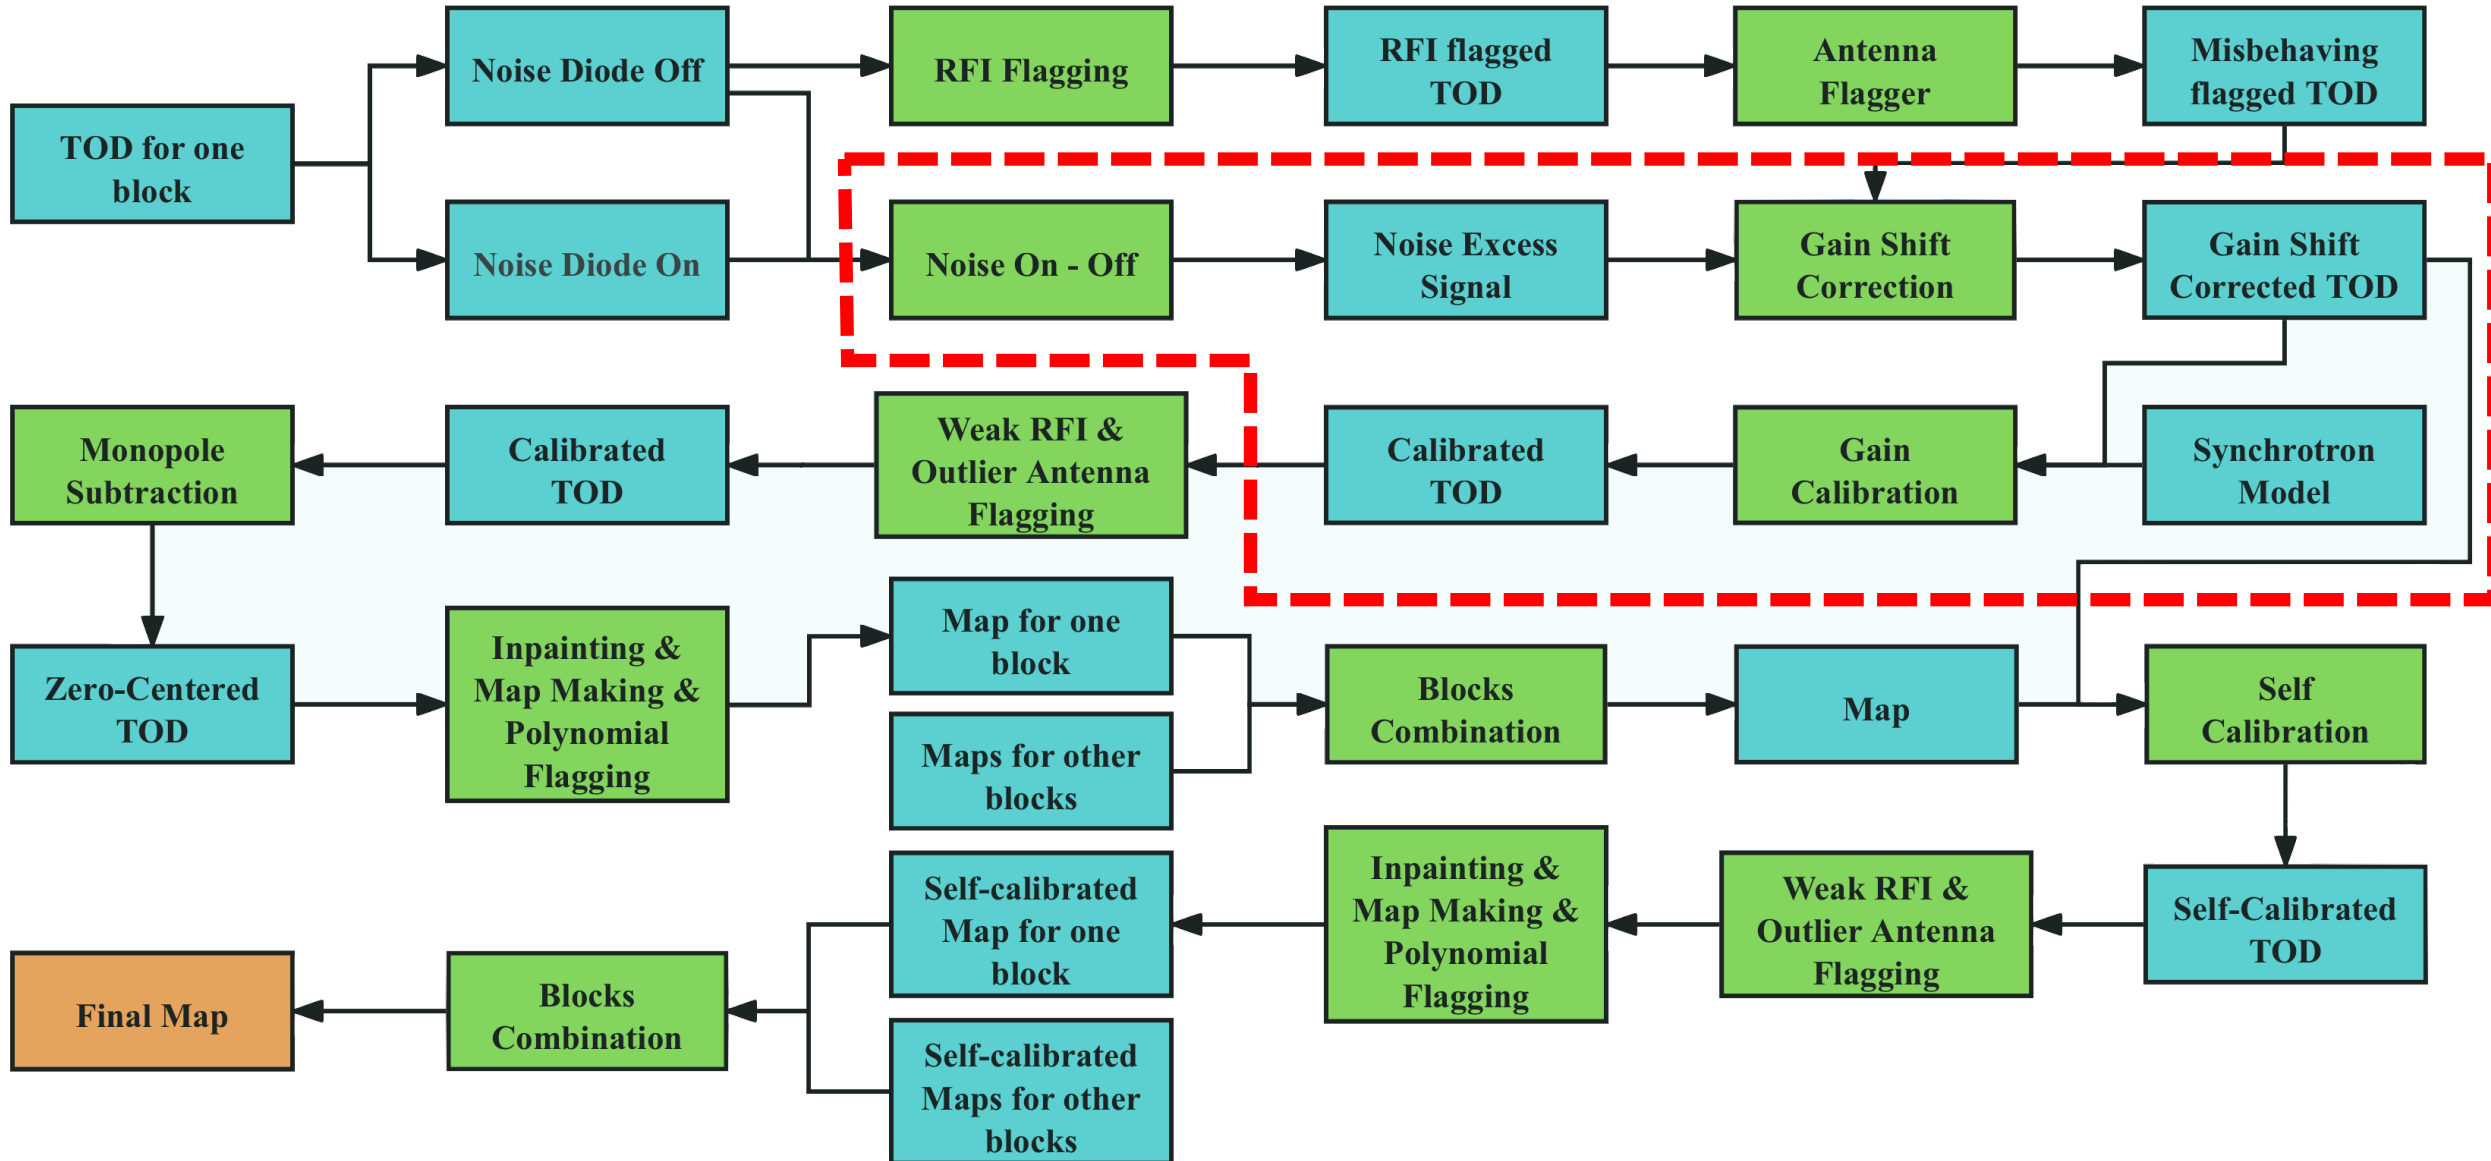 Noise Diode Off
RFI Flagging
RFI flagged
TOD
Antenna
Flagger
Misbehaving
flagged TOD
TOD for one
block
Noise Diode On
Noise On - Off
Noise Excess
Signal
Gain Shift
Correction
Gain Shift
Corrected TOD
Monopole
Subtraction
Calibrated
TOD
Weak RFI &
Outlier Antenna
Flagging
Calibrated
TOD
Gain
Calibration
Synchrotron
Model
Zero-Centered
TOD
Inpainting &
Map Making &
Polynomial
Flagging
Map for one
block
Maps for other
blocks
Blocks
Combination
Map
Self
Calibration
Final Map
Blocks
Combination
Self-calibrated
Map for one
block
Self-calibrated
Maps for other
blocks
Inpainting &
Map Making &
Polynomial
Flagging
Weak RFI &
Outlier Antenna
Flagging
Self-Calibrated
TOD